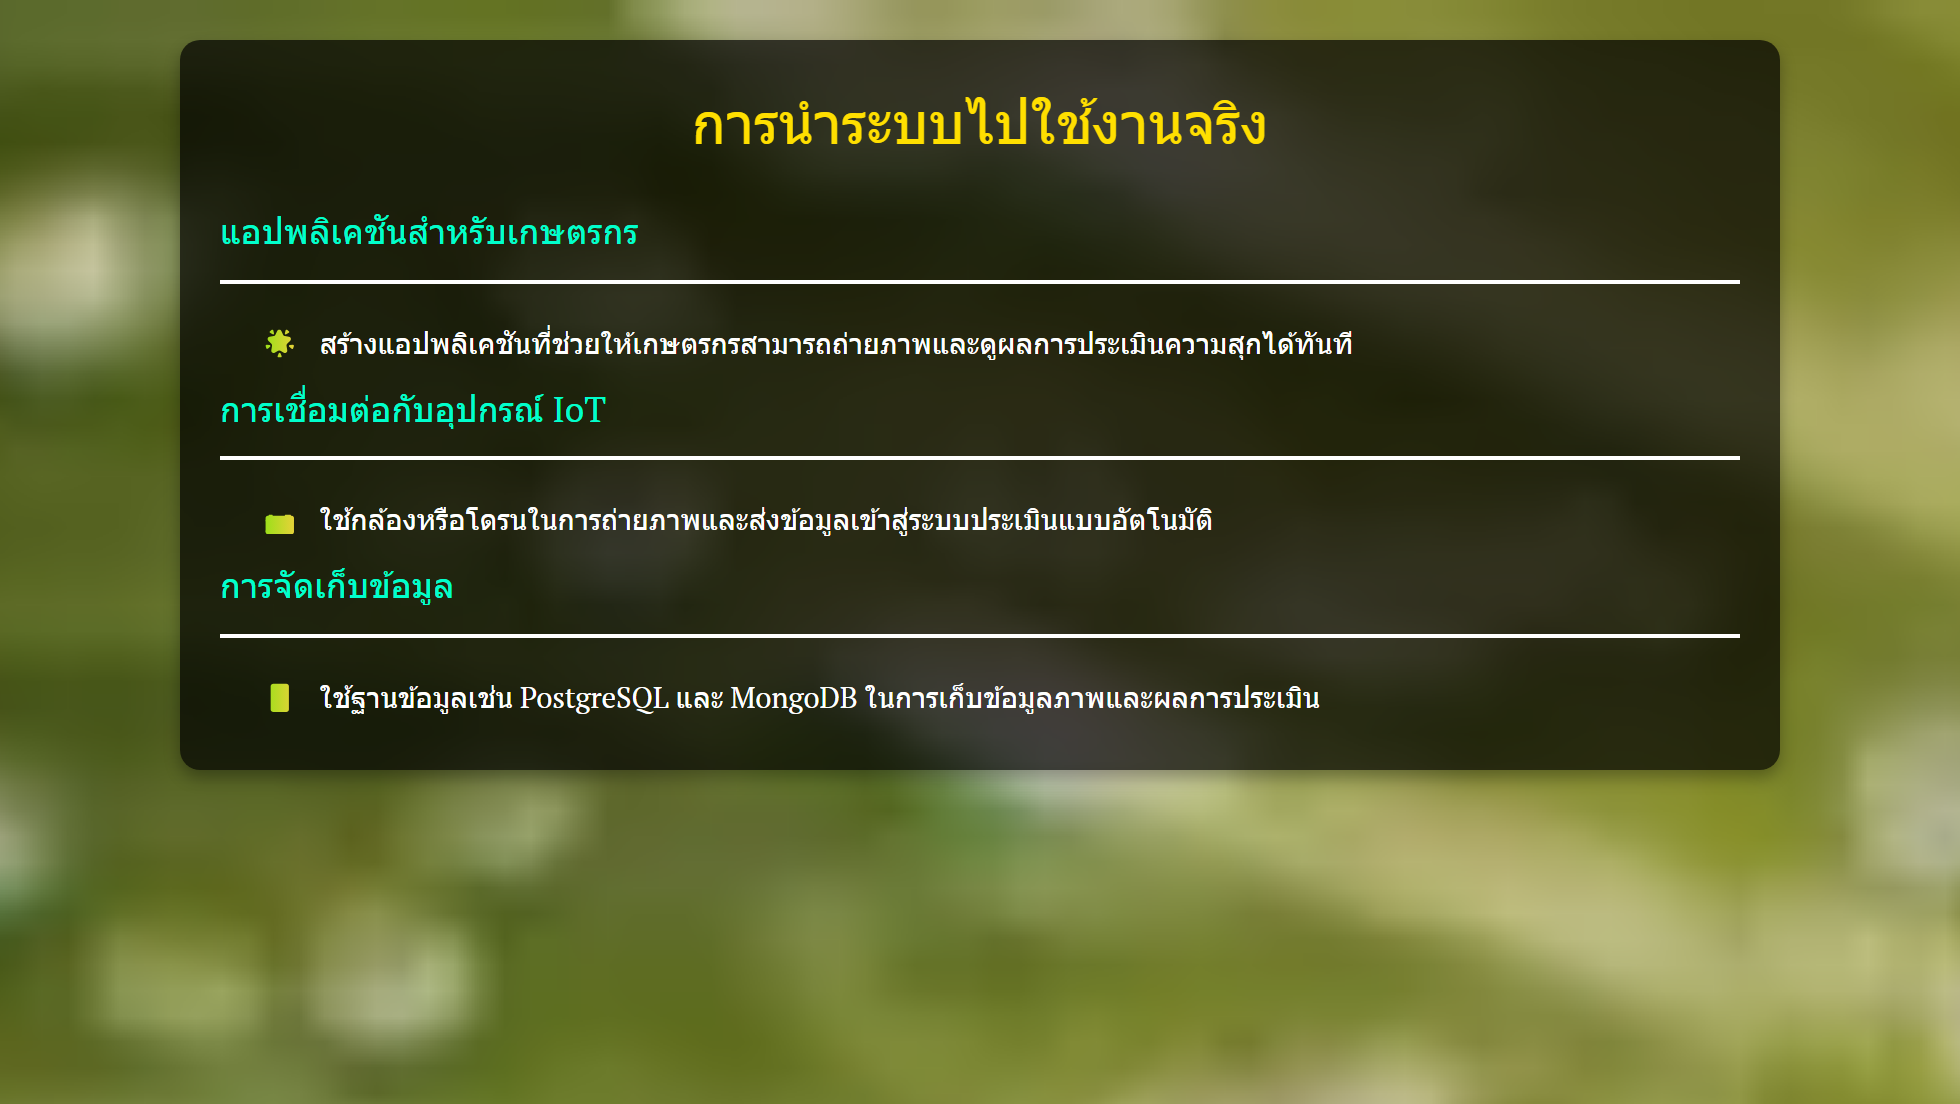 การนำระบบไปใช้งานจริง
แอปพลิเคชันสำหรับเกษตรกร
สร้างแอปพลิเคชันที่ช่วยให้เกษตรกรสามารถถ่ายภาพและดูผลการประเมินความสุกได้ทันที
การเชื่อมต่อกับอุปกรณ์ IoT
ใช้กล้องหรือโดรนในการถ่ายภาพและส่งข้อมูลเข้าสู่ระบบประเมินแบบอัตโนมัติ
การจัดเก็บข้อมูล
ใช้ฐานข้อมูลเช่น PostgreSQL และ MongoDB ในการเก็บข้อมูลภาพและผลการประเมิน